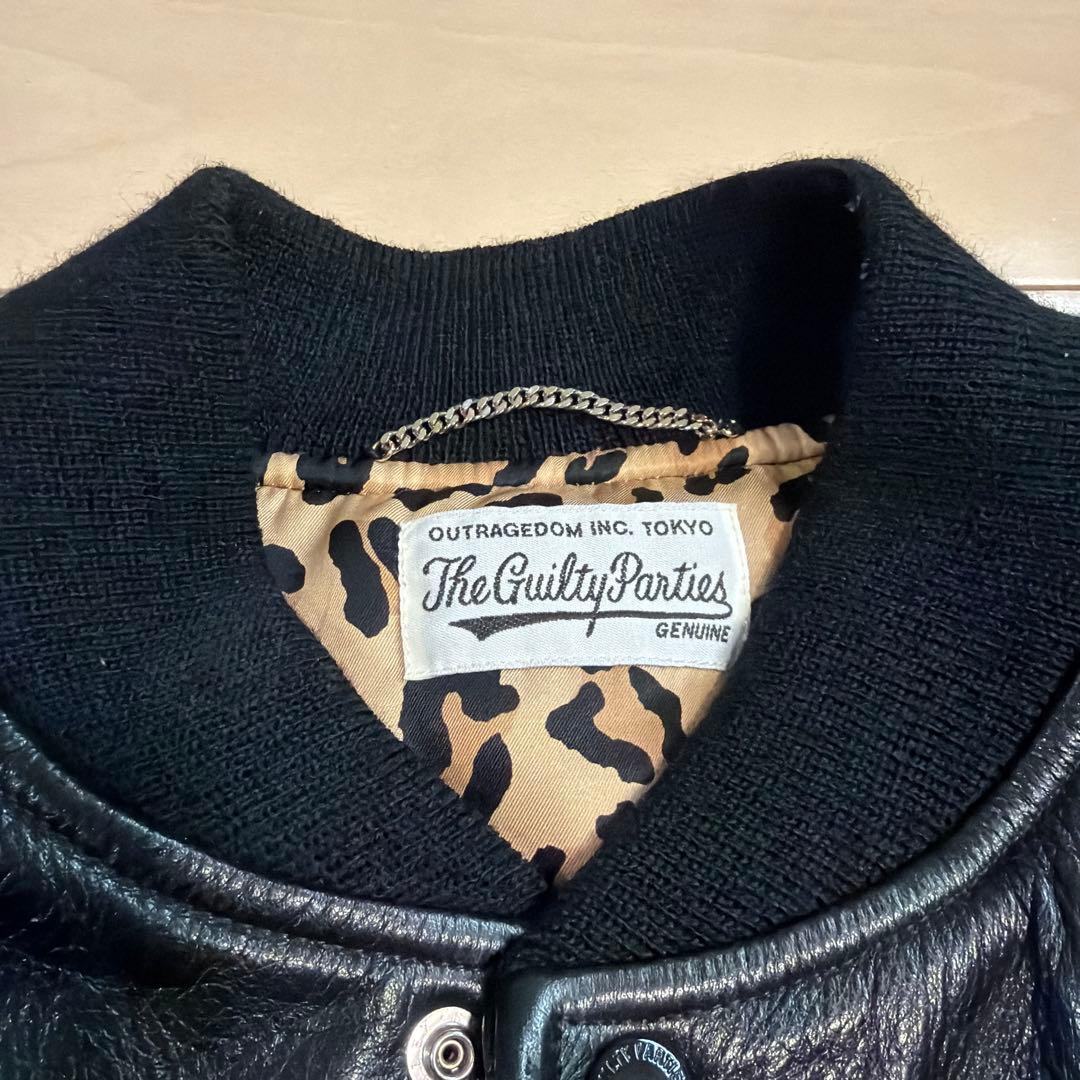 OUTRAGEDOM INC. TOKYO
The Guilty Parties
GENUINE